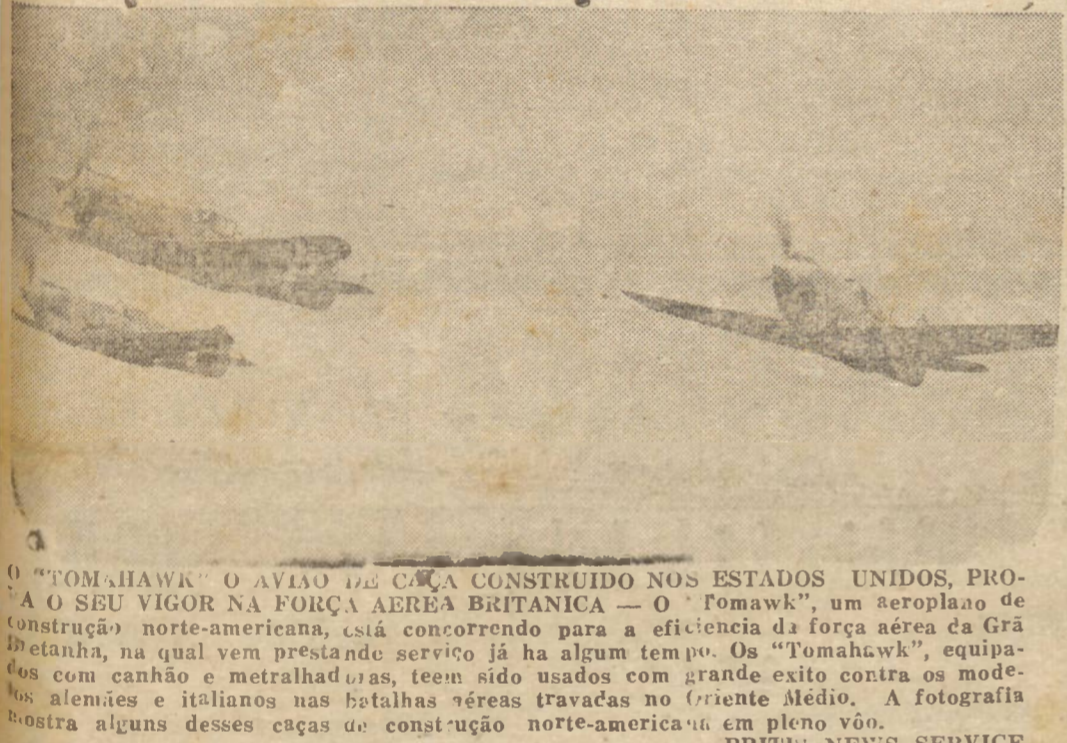 O "TOMAHAWK" O AVIAO DE CAÇA CONSTRUIDO NOS ESTADOS UNIDOS, PRO-
VA O SEU VIGOR NA FORÇA AEREA BRITANICA — O "Tomawk", um aeroplano de
construção norte-americana, está concorrendo para a eficiencia da força aérea da Grã
Bretanha, na qual vem prestando serviço já ha algum tempo. Os "Tomahawk", equipa-
dos com canhão e metralhadoras, teem sido usados com grande exito contra os mode-
los alemães e italianos nas batalhas aéreas travadas no Oriente Médio. A fotografia
mostra alguns desses caças de construção norte-americana em pleno vôo.
NEWS SERVICE